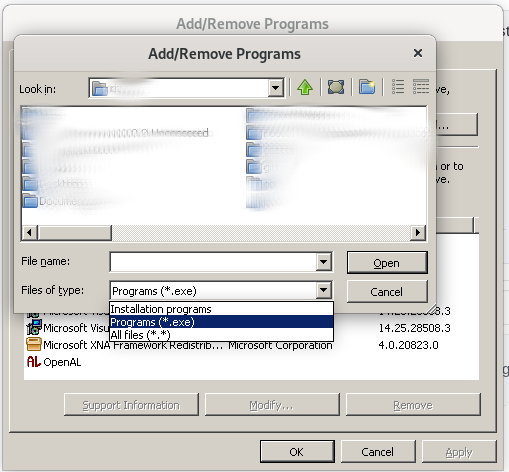 Add/Remove Programs
Add/Remove Programs
Look in:
File name:
Open
Files of type:
Programs (*.exe)
Cancel
Installation programs
Programs (*.exe)
All files (*.*)
14.25.28508.3
Microsoft Visu
14.25.28508.3
Microsoft XNA Framework Redistrib...
Microsoft Corporation
4.0.20823.0
OpenAL
Support Information
Modify...
Remove
OK
Cancel
Apply